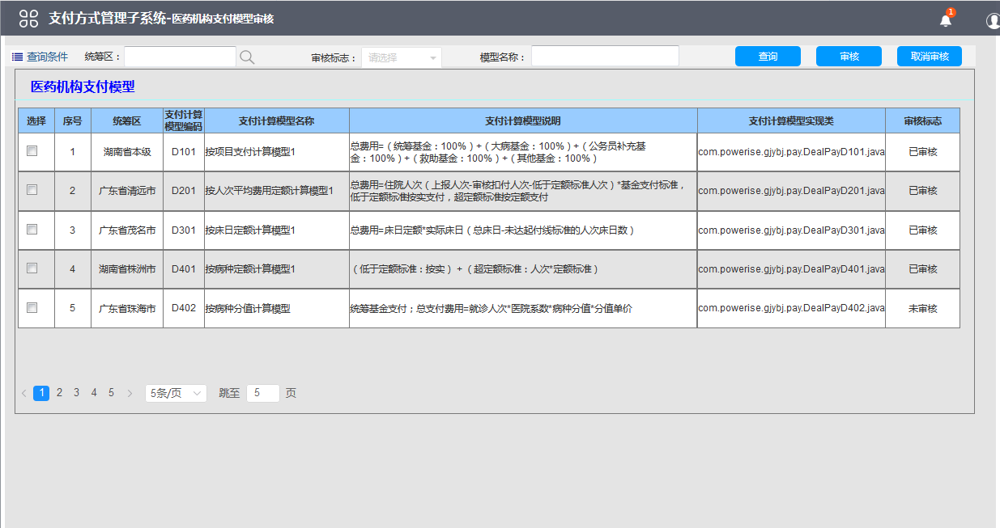 支付方式管理子系统-医药机构支付模型审核
1
查询条件 统筹区： 审核标志： 请选择 模型名称： 查询 审核 取消审核
医药机构支付模型
选择 序号 统筹区 支付计算模型编码 支付计算模型名称 支付计算模型说明 支付计算模型实现类 审核标志
1 湖南省本级 D101 按项目支付计算模型1 总费用=（统筹基金：100%）+（大病基金：100%）+（公务员补充基
金：100%）+（救助基金：100%）+（其他基金：100%） com.powerise.gjybj.pay.DealPayD101.java 已审核
2 广东省清远市 D201 按人次平均费用定额计算模型1 总费用=住院人次（上报人次-审核扣付人次-低于定额标准人次）*基金支付标准，
低于定额标准按实支付，超定额标准按定额支付 com.powerise.gjybj.pay.DealPayD201.java 已审核
3 广东省茂名市 D301 按床日定额计算模型1 总费用=床日定额*实际床日（总床日-未达起付线标准的人次床日数） com.powerise.gjybj.pay.DealPayD301.java 已审核
4 湖南省株洲市 D401 按病种定额计算模型1 （低于定额标准：按实）+（超定额标准：人次*定额标准） com.powerise.gjybj.pay.DealPayD401.java 已审核
5 广东省珠海市 D402 按病种分值计算模型 统筹基金支付；总支付费用=就诊人次*医院系数*病种分值*分值单价 com.powerise.gjybj.pay.DealPayD402.java 未审核
1 2 3 4 5 5条/页 跳至 5 页